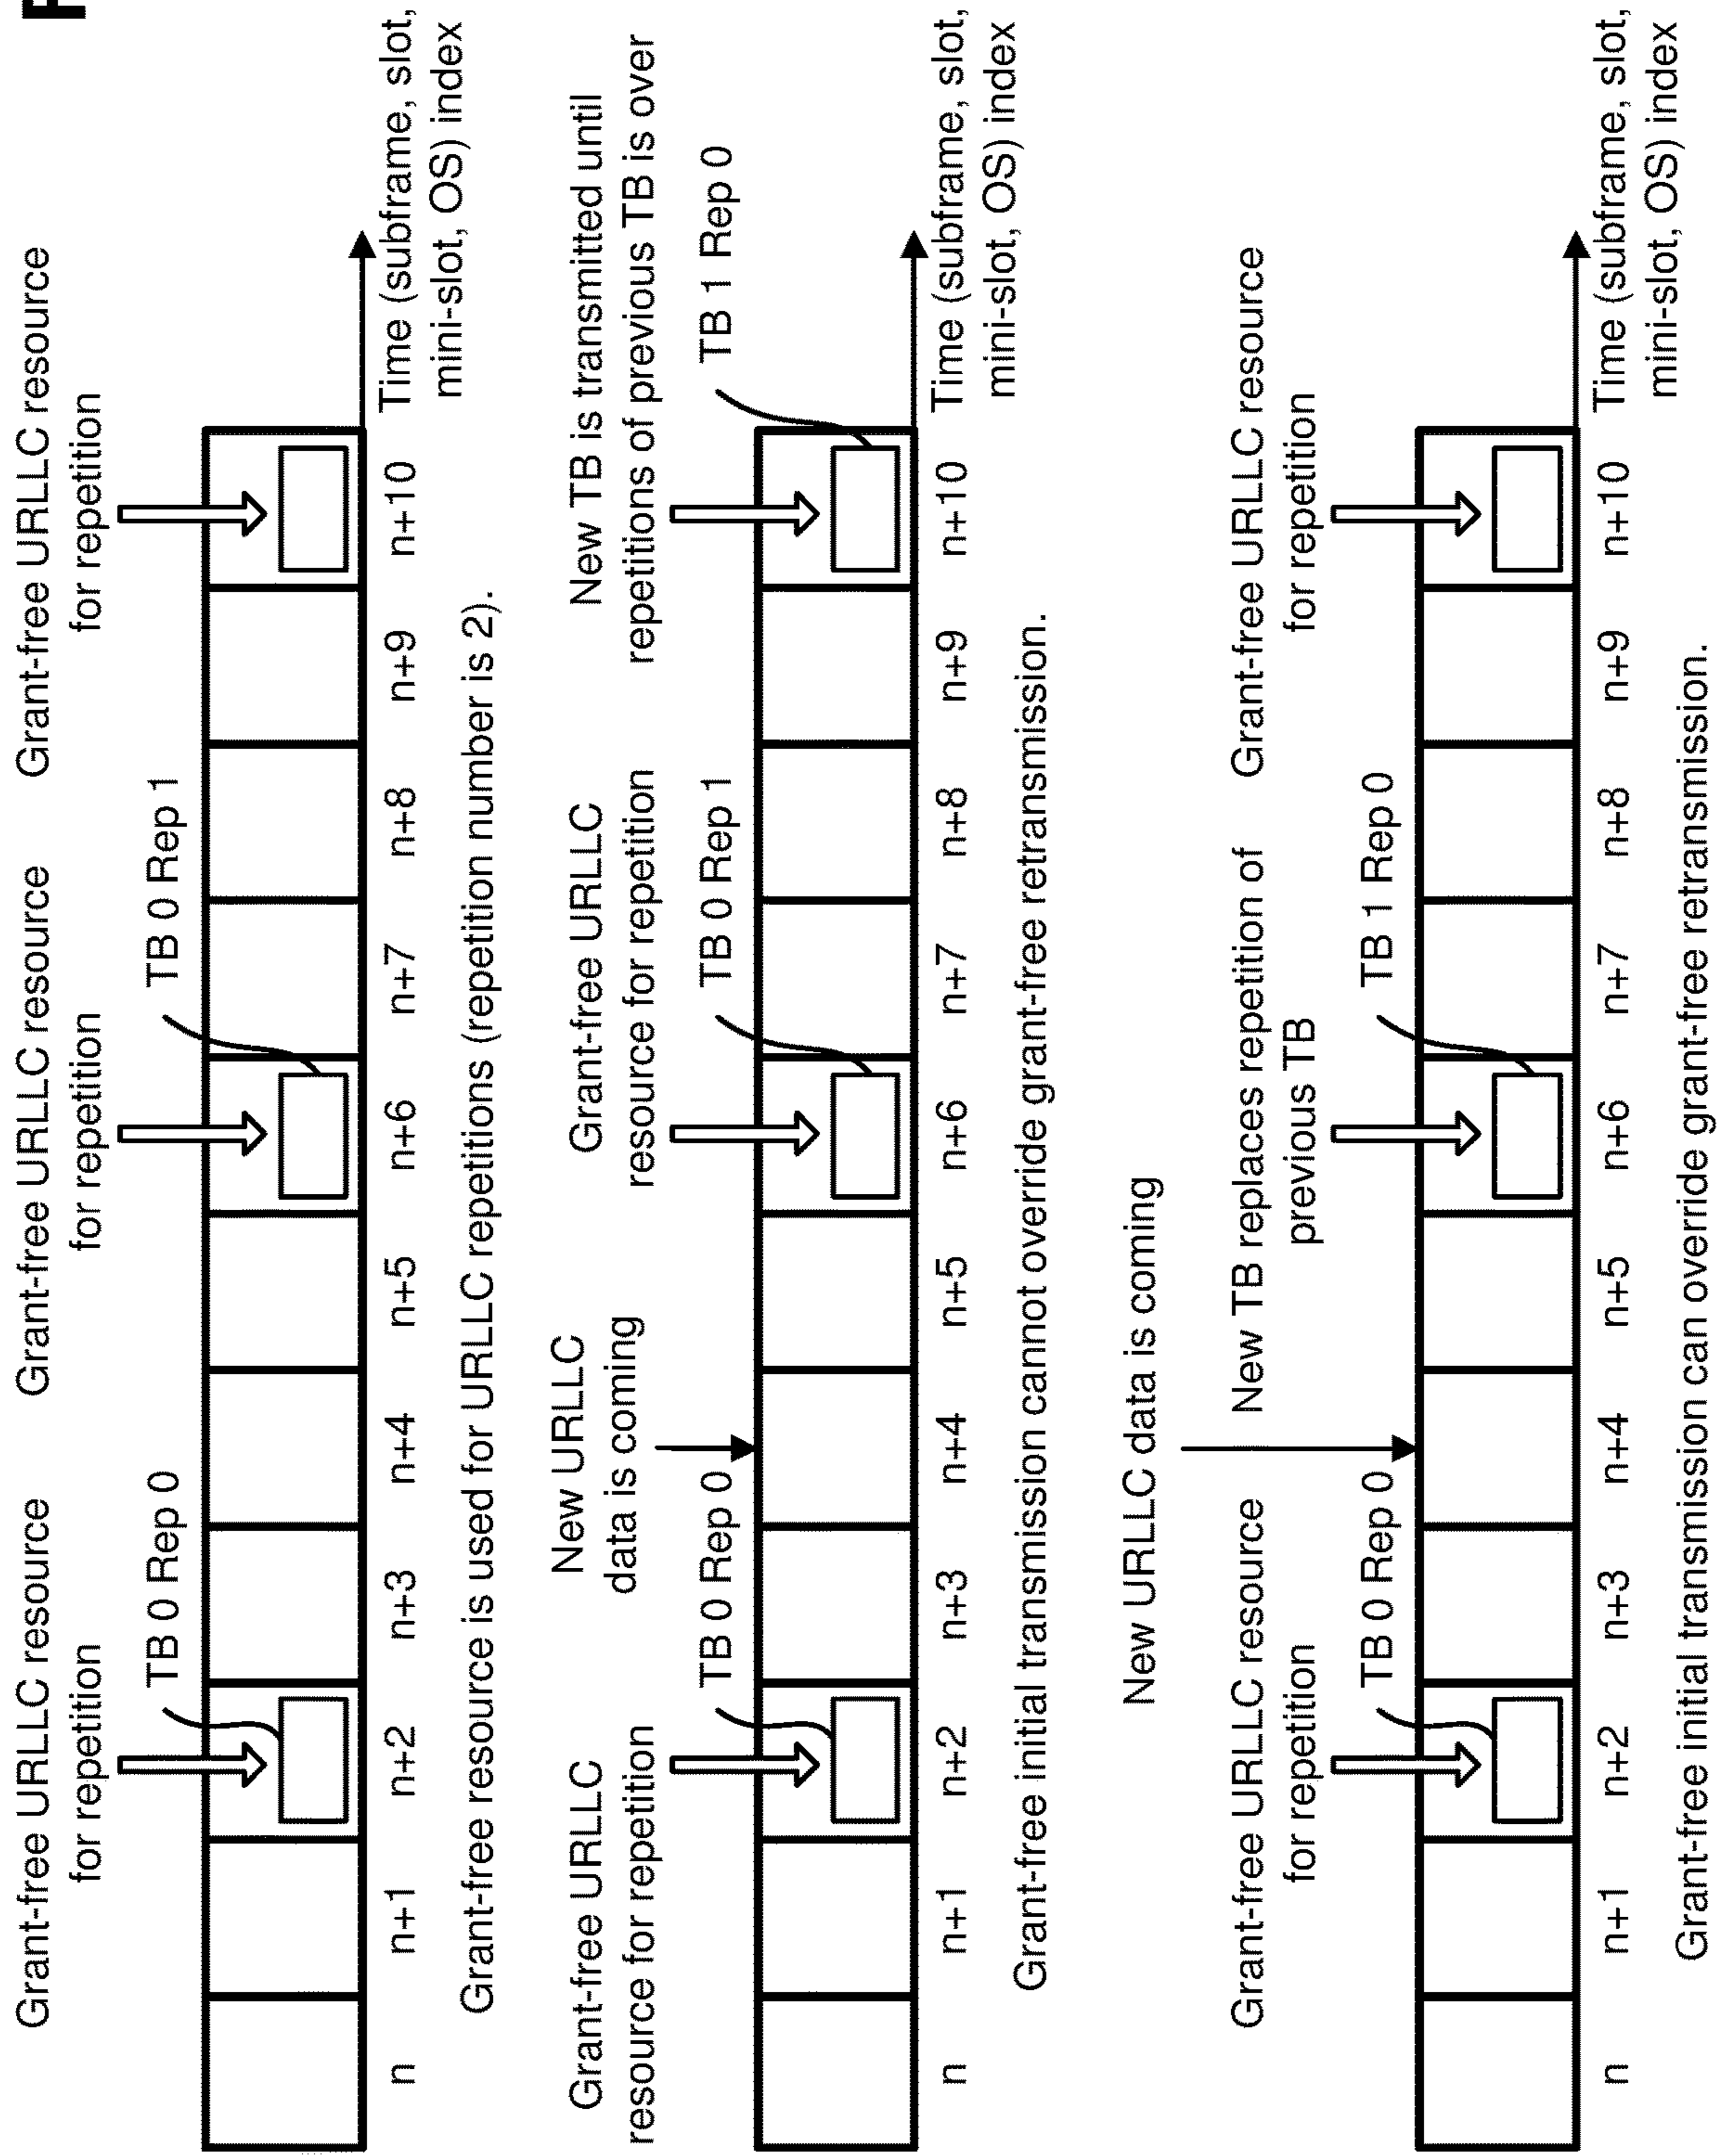 Grant-free URLLC resource
for repetition
Grant-free URLLC resource
for repetition
Grant-free URLLC resource
for repetition
TB 0 Rep 0
TB 0 Rep 1
n n+1 n+2 n+3 n+4 n+5 n+6 n+7 n+8 n+9 n+10
Time (subframe, slot,
mini-slot, OS) index
Grant-free resource is used for URLLC repetitions (repetition number is 2).
Grant-free URLLC
resource for repetition
New URLLC
data is coming
Grant-free URLLC
resource for repetition
New TB is transmitted until
repetitions of previous TB is over
TB 0 Rep 0
TB 0 Rep 1
TB 1 Rep 0
n n+1 n+2 n+3 n+4 n+5 n+6 n+7 n+8 n+9 n+10
Time (subframe, slot,
mini-slot, OS) index
Grant-free initial transmission cannot override grant-free retransmission.
New URLLC data is coming
Grant-free URLLC resource
for repetition
New TB replaces repetition of
previous TB
Grant-free URLLC resource
for repetition
TB 0 Rep 0
TB 1 Rep 0
n n+1 n+2 n+3 n+4 n+5 n+6 n+7 n+8 n+9 n+10
Time (subframe, slot,
mini-slot, OS) index
Grant-free initial transmission can override grant-free retransmission.